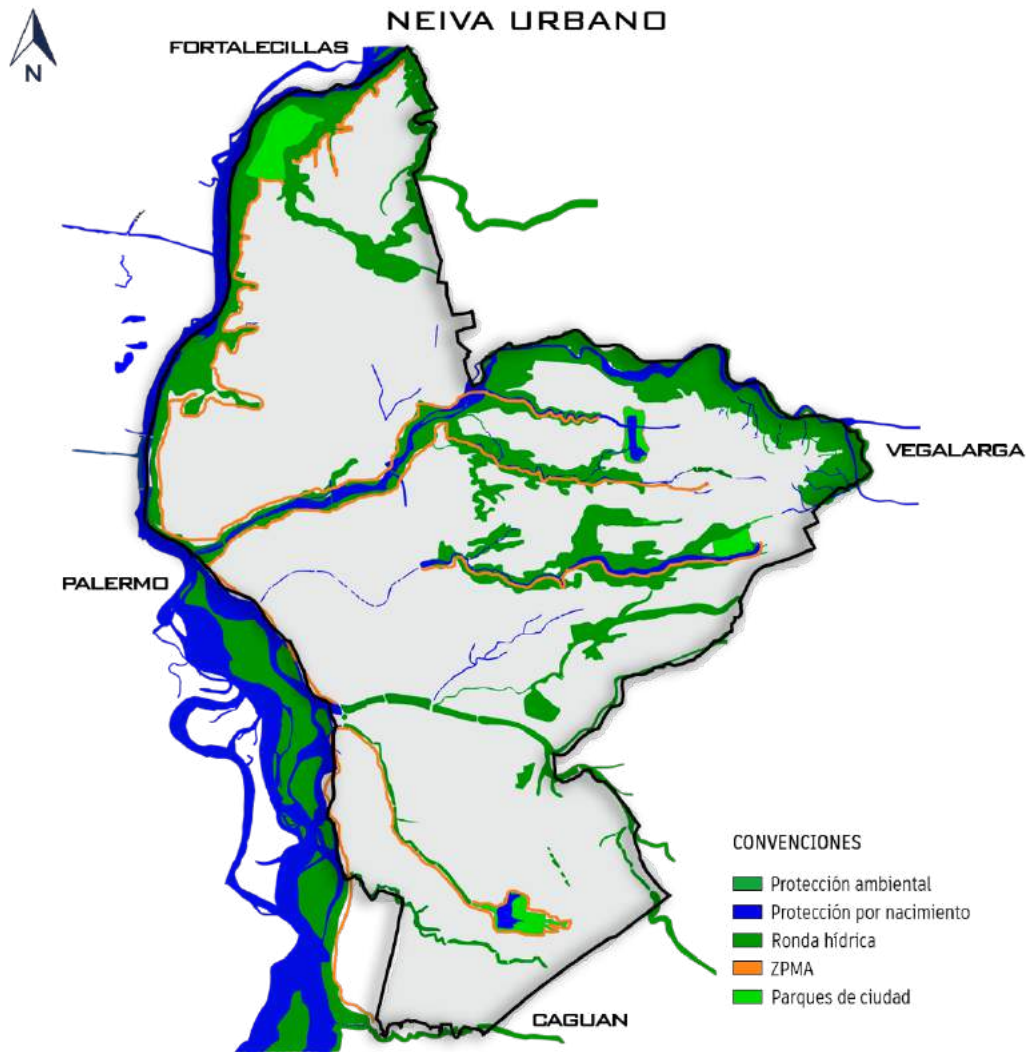 NEIVA URBANO
FORTALECILLAS
N
VEGALARGA
PALERMO
CONVENCIONES
Protección ambiental
Protección por nacimiento
Ronda hídrica
ZPMA
Parques de ciudad
CAGUAN